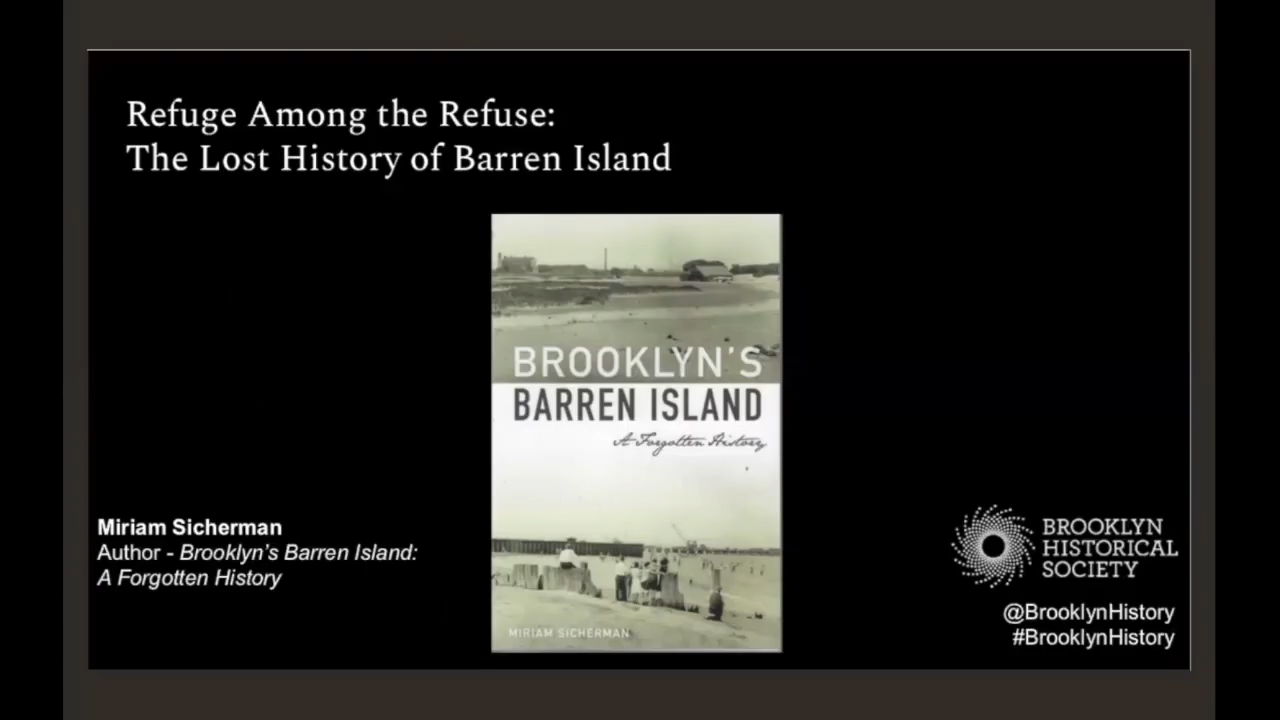 Refuge Among the Refuse:
The Lost History of Barren Island
BROOKLYN'S
BARREN ISLAND
A Forgotten History
MIRIAM SICHERMAN
Miriam Sicherman
Author - Brooklyn's Barren Island:
A Forgotten History
BROOKLYN
HISTORICAL
SOCIETY
@BrooklynHistory
#BrooklynHistory